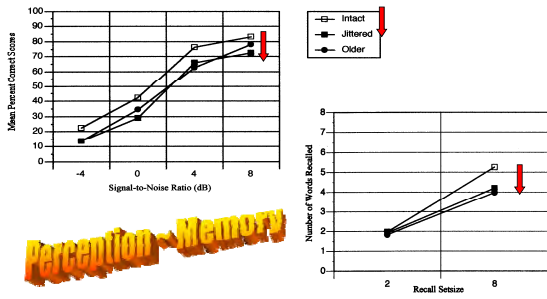 100
90
80
70
60
50
40
30
20
10
0
Mean Percent Correct Scores
-4 0 4 8
Signal-to-Noise Ratio (dB)
Intact
Jittered
Older
8
7
6
5
4
3
2
1
0
Number of Words Recalled
2 8
Recall Setsize
Perception ~ Memory